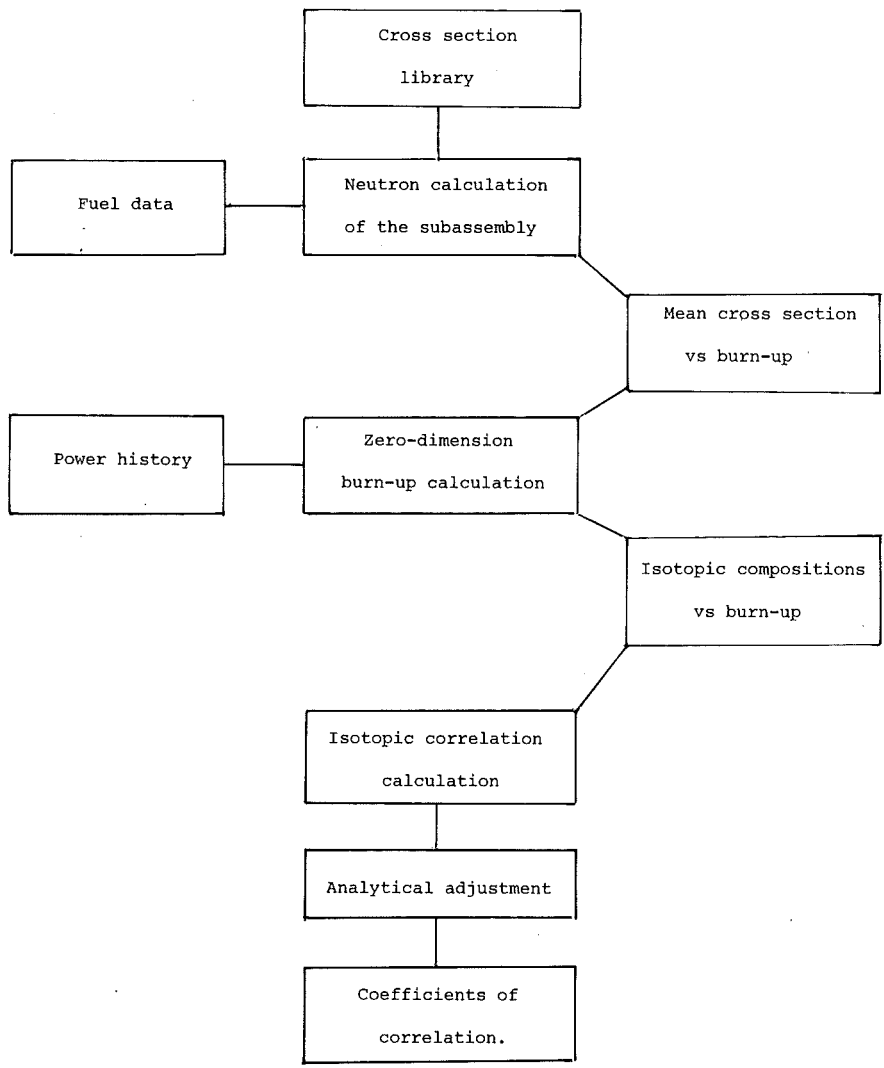 Cross section
library
Fuel data
Neutron calculation
of the subassembly
Mean cross section
vs burn-up
Power history
Zero-dimension
burn-up calculation
Isotopic compositions
vs burn-up
Isotopic correlation
calculation
Analytical adjustment
Coefficients of
correlation.